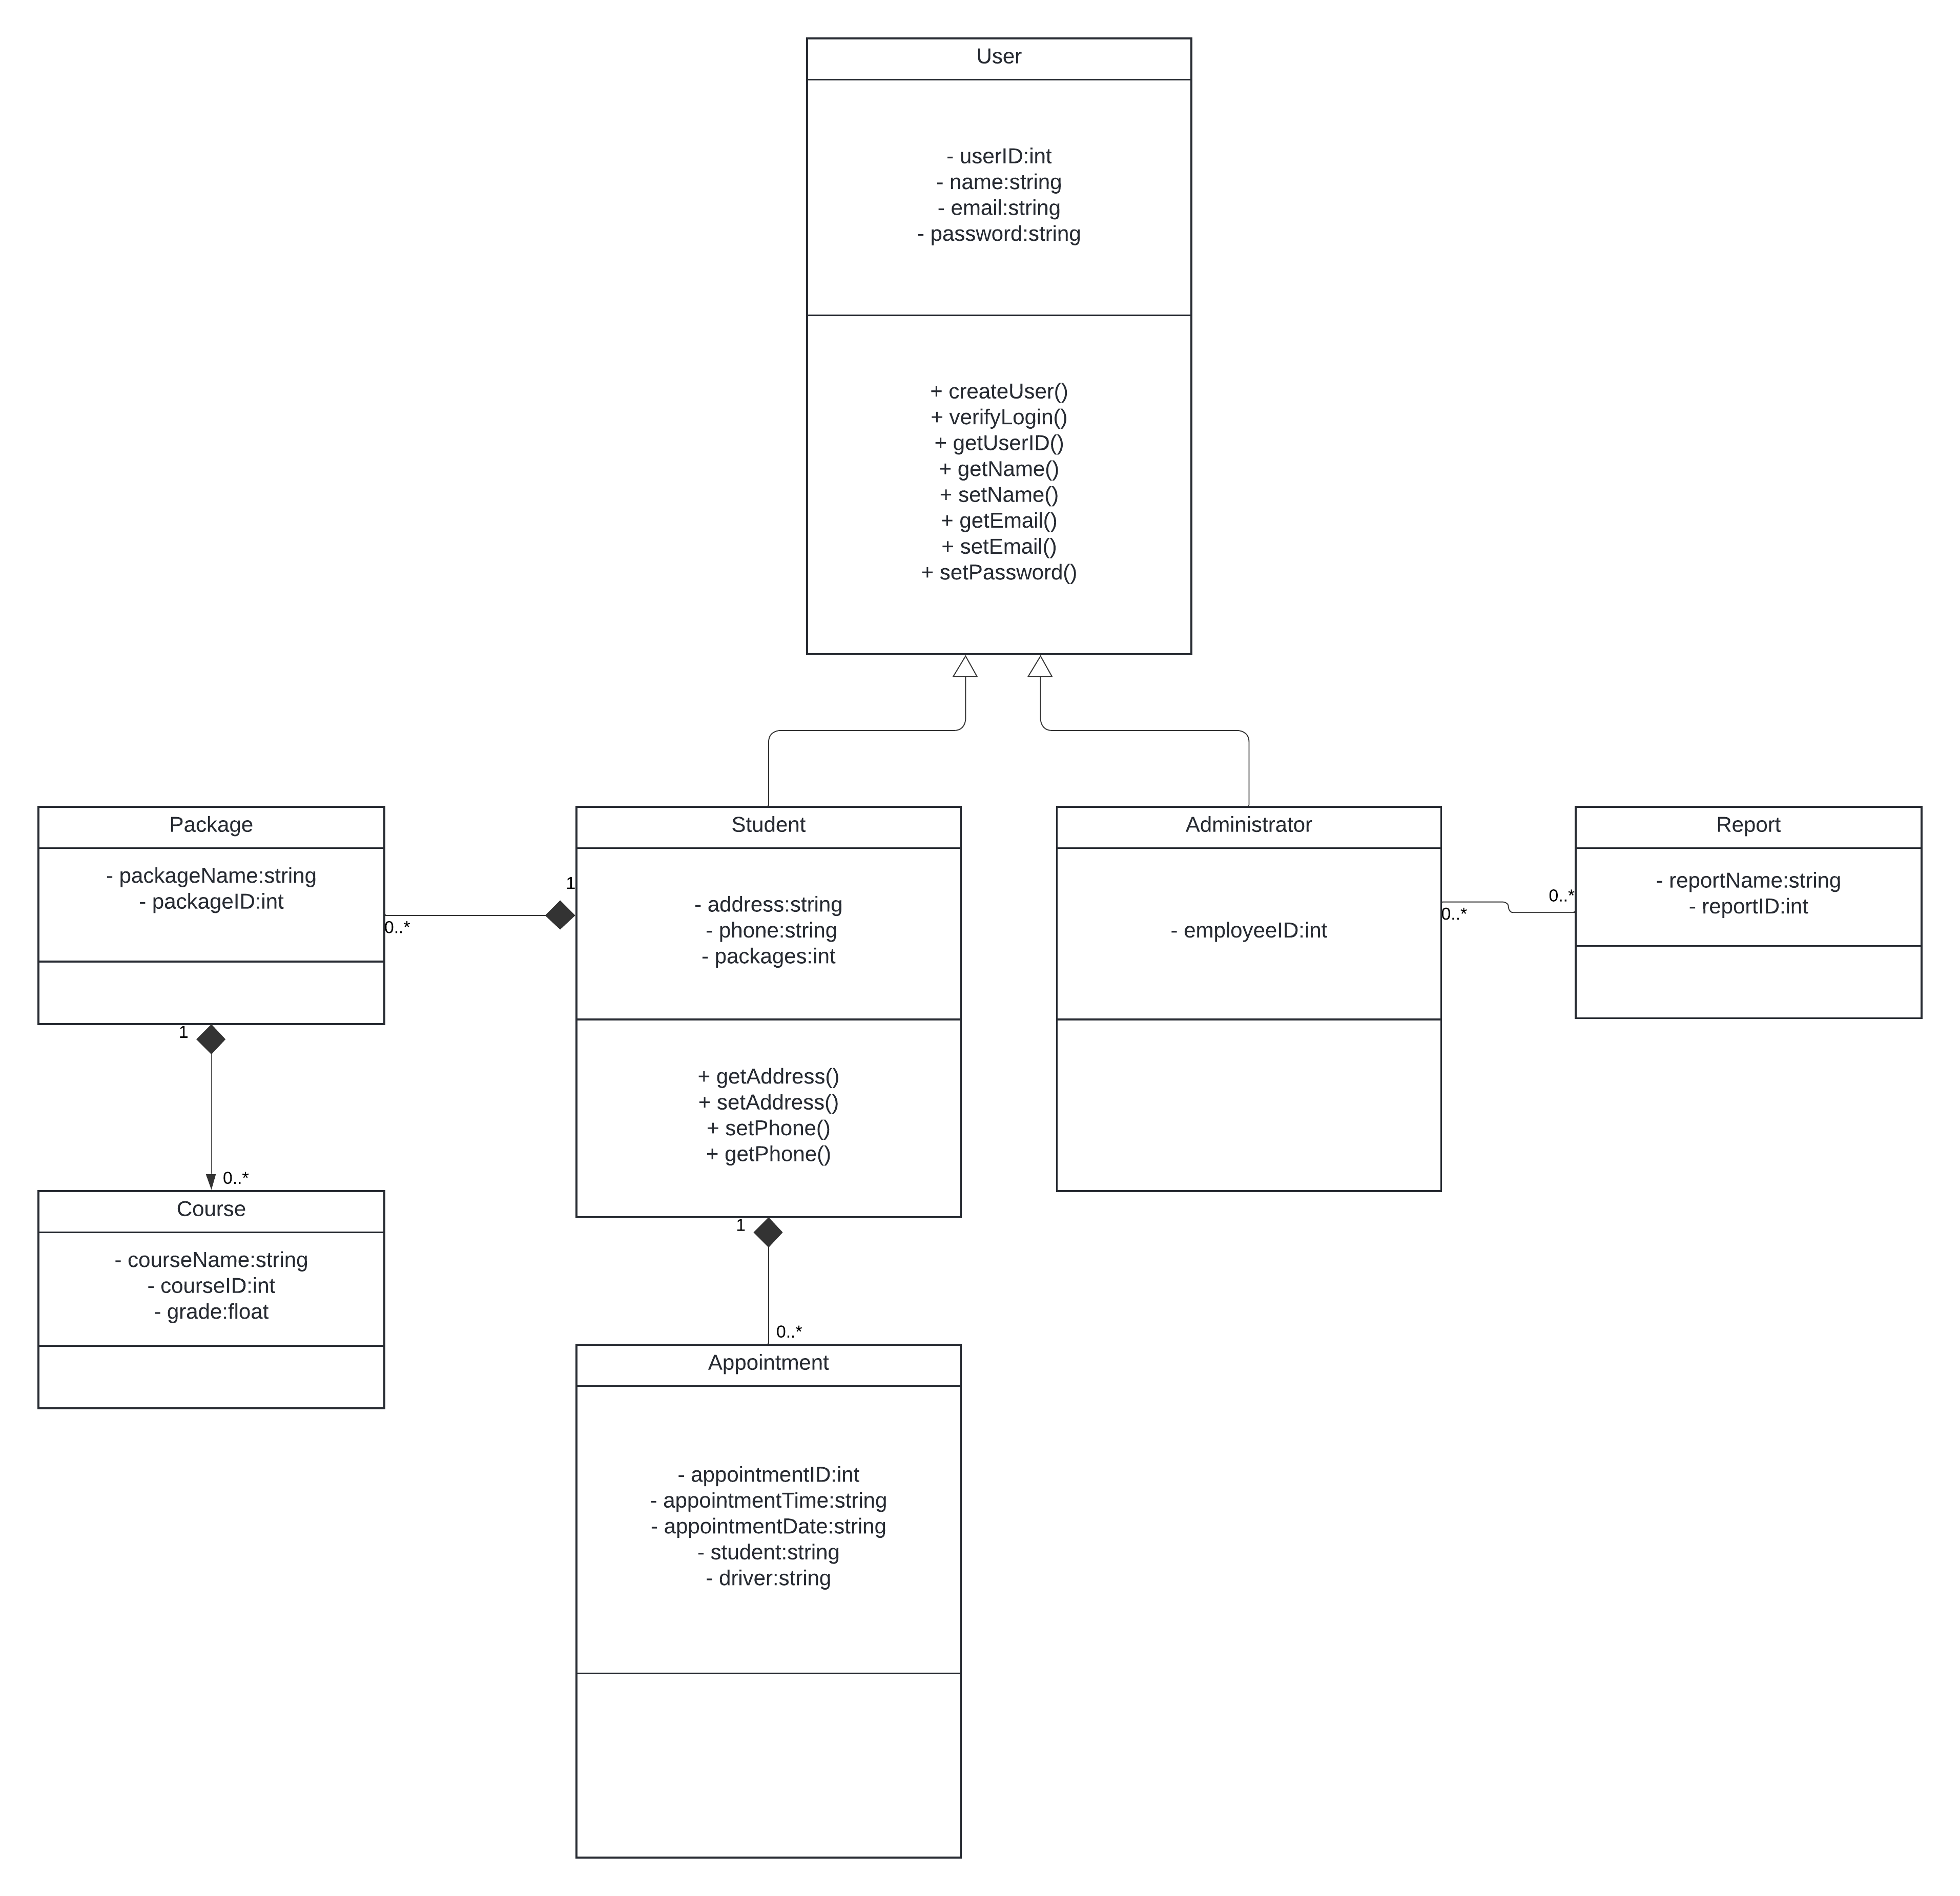 User
- userID:int
- name:string
- email:string
- password:string
+ createUser()
+ verifyLogin()
+ getUserID()
+ getName()
+ setName()
+ getEmail()
+ setEmail()
+ setPassword()
Package
- packageName:string
- packageID:int
0..*
1
Student
- address:string
- phone:string
- packages:int
+ getAddress()
+ setAddress()
+ setPhone()
+ getPhone()
Administrator
- employeeID:int
0..*
0..*
Report
- reportName:string
- reportID:int
1
0..*
Course
- courseName:string
- courseID:int
- grade:float
1
0..*
Appointment
- appointmentID:int
- appointmentTime:string
- appointmentDate:string
- student:string
- driver:string